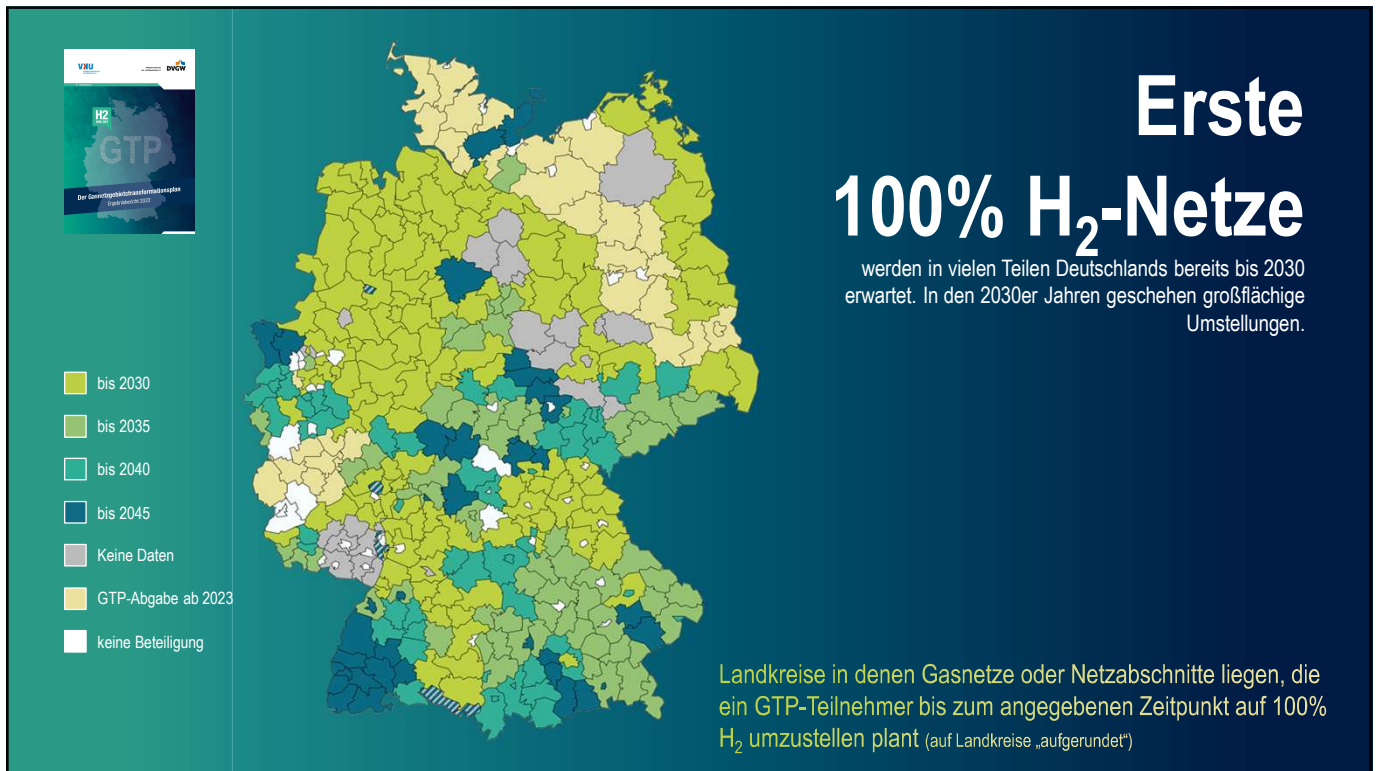 VKU
DVGW
H2
GTP
Der Gasnetzgebietstransformationsplan
Ergebnisbericht 2022
Erste
100% H₂-Netze
werden in vielen Teilen Deutschlands bereits bis 2030
erwartet. In den 2030er Jahren geschehen großflächige
Umstellungen.
bis 2030
bis 2035
bis 2040
bis 2045
Keine Daten
GTP-Abgabe ab 2023
keine Beteiligung
Landkreise in denen Gasnetze oder Netzabschnitte liegen, die
ein GTP-Teilnehmer bis zum angegebenen Zeitpunkt auf 100%
H₂ umzustellen plant (auf Landkreise „aufgerundet“)